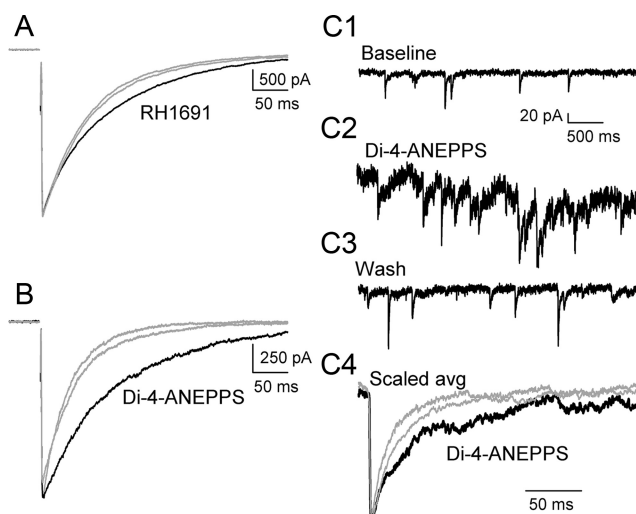 A
500 pA
50 ms
RH1691
B
250 pA
50 ms
Di-4-ANEPPS
C1
Baseline
20 pA
500 ms
C2
Di-4-ANEPPS
C3
Wash
C4
Scaled avg
Di-4-ANEPPS
50 ms